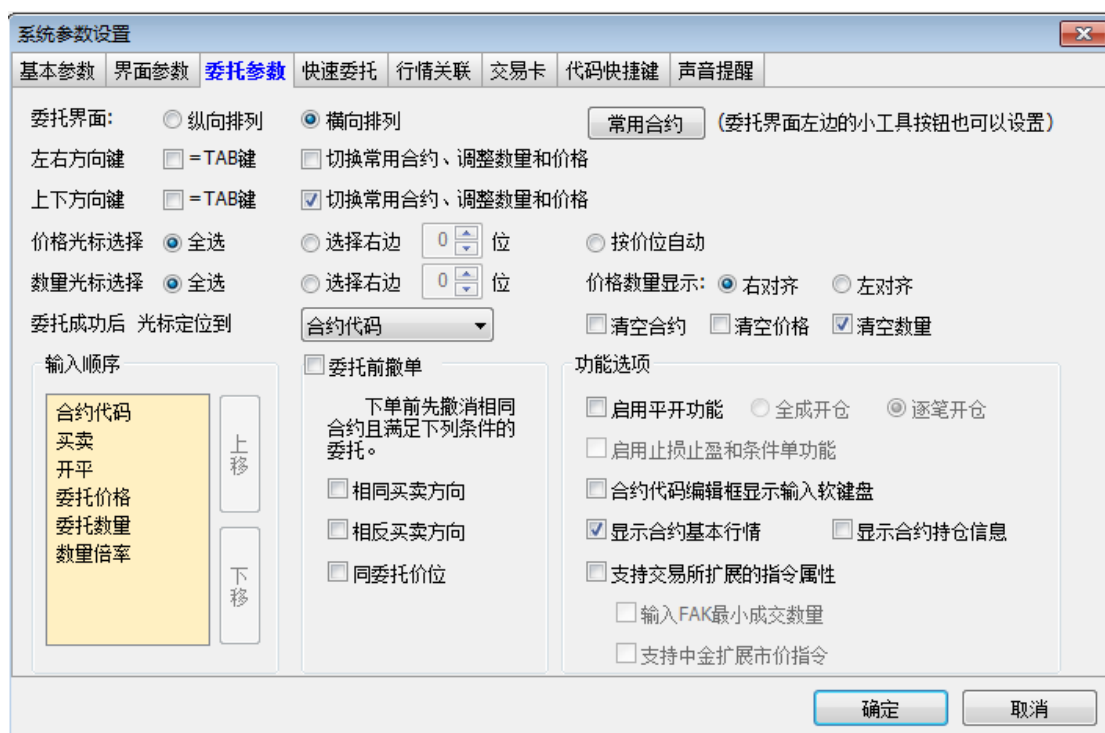 系统参数设置
基本参数 界面参数 委托参数 快速委托 行情关联 交易卡 代码快捷键 声音提醒
委托界面: 纵向排列 横向排列 常用合约 (委托界面左边的小工具按钮也可以设置)
左右方向键 =TAB键 切换常用合约、调整数量和价格
上下方向键 =TAB键 切换常用合约、调整数量和价格
价格光标选择 全选 选择右边 0 位 按价位自动
数量光标选择 全选 选择右边 0 位 价格数量显示: 右对齐 左对齐
委托成功后 光标定位到 合约代码 清空合约 清空价格 清空数量
输入顺序
合约代码
买卖
开平
委托价格
委托数量
数量倍率
上移
下移
委托前撤单
下单前先撤消相同
合约且满足下列条件的
委托。
相同买卖方向
相反买卖方向
同委托价位
功能选项
启用平开功能 全成开仓 逐笔开仓
启用止损止盈和条件单功能
合约代码编辑框显示输入软键盘
显示合约基本行情 显示合约持仓信息
支持交易所扩展的指令属性
输入FAK最小成交数量
支持中金扩展市价指令
确定 取消